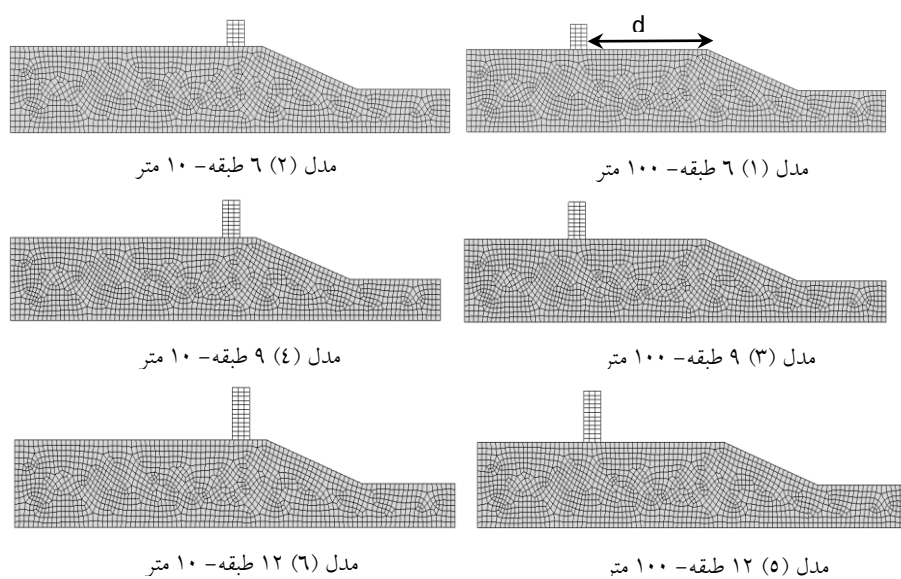 d
مدل (۱) ۶ طبقه- ۱۰۰ متر
مدل (۲) ۶ طبقه- ۱۰ متر
مدل (۳) ۹ طبقه- ۱۰۰ متر
مدل (٤) ۹ طبقه- ۱۰ متر
مدل (٥) ۱۲ طبقه- ۱۰۰ متر
مدل (٦) ۱۲ طبقه- ۱۰ متر